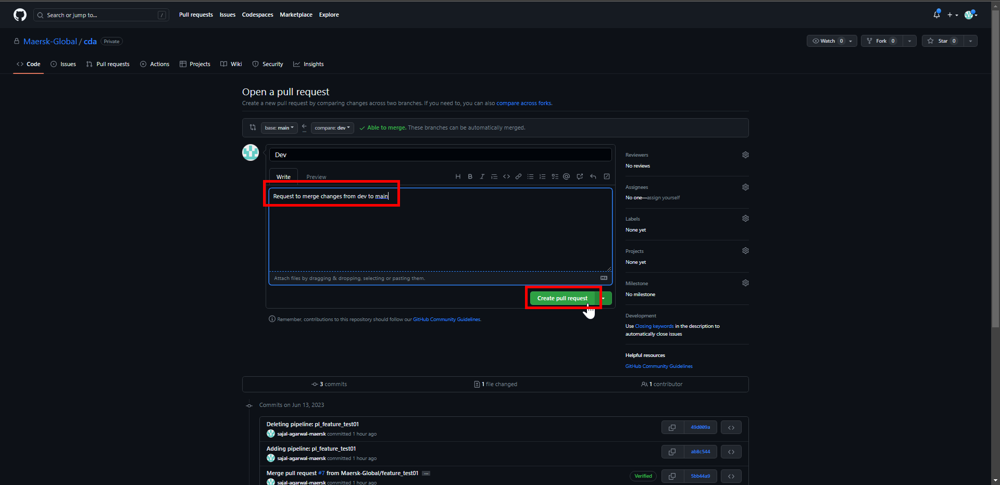 Search or jump to... /
Pull requests Issues Codespaces Marketplace Explore
Maersk-Global / cda Private
Watch 0 Fork 0 Star 0
Code Issues Pull requests Actions Projects Wiki Security Insights
Open a pull request
Create a new pull request by comparing changes across two branches. If you need to, you can also compare across forks.
base: main compare: dev Able to merge. These branches can be automatically merged.
Dev
Write Preview
Request to merge changes from dev to main
Attach files by dragging & dropping, selecting or pasting them.
Create pull request
Remember, contributions to this repository should follow our GitHub Community Guidelines.
Reviewers
No reviews
Assignees
No one—assign yourself
Labels
None yet
Projects
None yet
Milestone
No milestone
Development
Use Closing keywords in the description to
automatically close issues
Helpful resources
GitHub Community Guidelines
3 commits 1 file changed 1 contributor
Commits on Jun 13, 2023
Deleting pipeline: pl_feature_test01
sajal-agarwal-maersk committed 1 hour ago
49d009a
Adding pipeline: pl_feature_test01
sajal-agarwal-maersk committed 1 hour ago
ab8c544
Merge pull request #7 from Maersk-Global/feature_test01 ...
sajal-agarwal-maersk committed 1 hour ago
Verified 5bb44a9